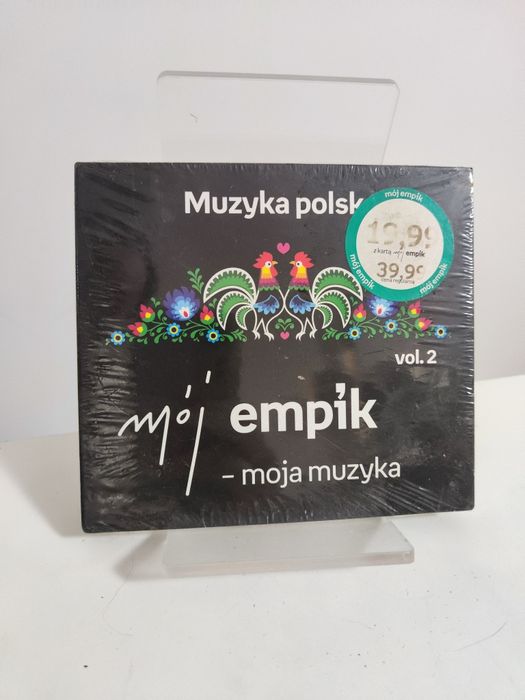 Muzyka polsk
mój empik
19,99
z kartą mój empik
39,99
cena regularna
mój empik
mój empik
vol. 2
mój empik
– moja muzyka